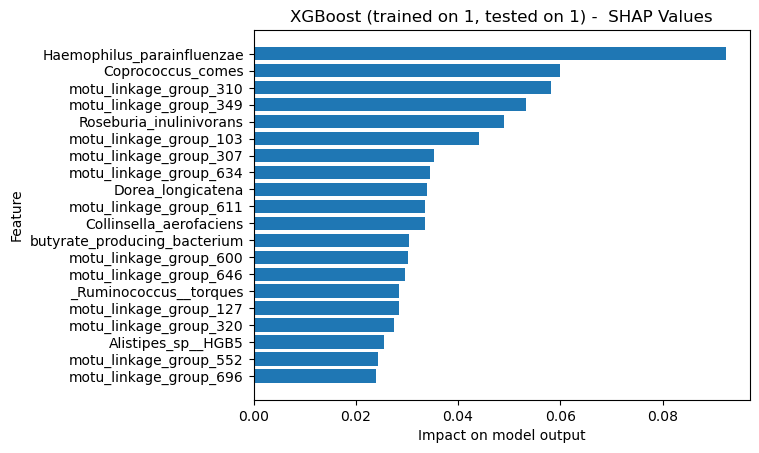 XGBoost (trained on 1, tested on 1) -  SHAP Values
Feature
Haemophilus_parainfluenzae
Coprococcus_comes
motu_linkage_group_310
motu_linkage_group_349
Roseburia_inulinivorans
motu_linkage_group_103
motu_linkage_group_307
motu_linkage_group_634
Dorea_longicatena
motu_linkage_group_611
Collinsella_aerofaciens
butyrate_producing_bacterium
motu_linkage_group_600
motu_linkage_group_646
_Ruminococcus__torques
motu_linkage_group_127
motu_linkage_group_320
Alistipes_sp__HGB5
motu_linkage_group_552
motu_linkage_group_696
0.00 0.02 0.04 0.06 0.08
Impact on model output